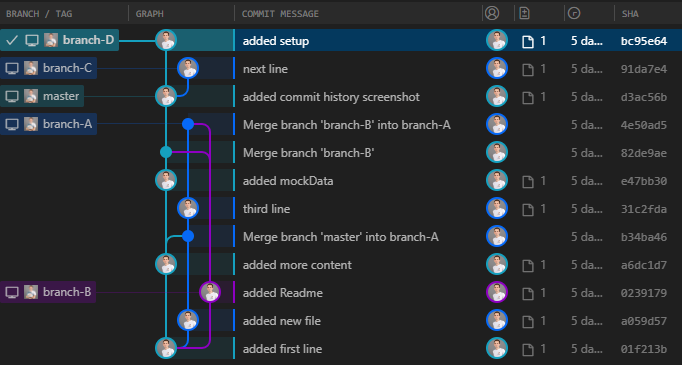 BRANCH / TAG GRAPH COMMIT MESSAGE SHA
branch-D added setup 1 5 da... bc95e64
branch-C next line 5 da... 91da7e4
master added commit history screenshot 1 5 da... d3ac56b
branch-A Merge branch 'branch-B' into branch-A 5 da... 4e50ad5
Merge branch 'branch-B' 5 da... 82de9ae
added mockData 1 5 da... e47bb30
third line 1 5 da... 31c2fda
Merge branch 'master' into branch-A 5 da... b34ba46
added more content 1 5 da... a6dc1d7
branch-B added Readme 1 5 da... 0239179
added new file 1 5 da... a059d57
added first line 1 5 da... 01f213b